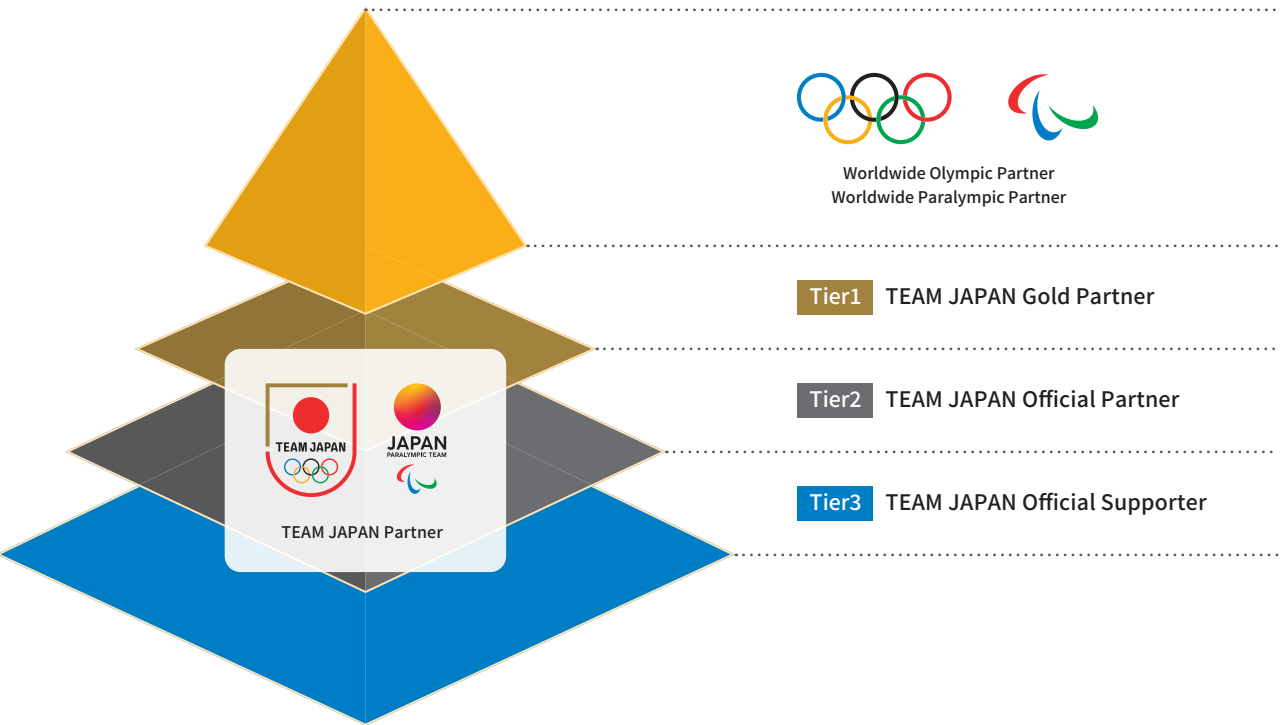 Worldwide Olympic Partner
Worldwide Paralympic Partner
Tier1 TEAM JAPAN Gold Partner
Tier2 TEAM JAPAN Official Partner
Tier3 TEAM JAPAN Official Supporter
TEAM JAPAN
JAPAN
PARALYMPIC TEAM
TEAM JAPAN Partner